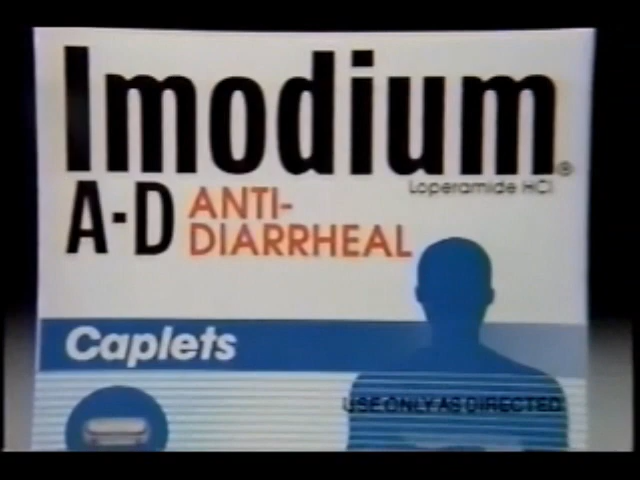 Imodium®
Loperamide HCl
A-D ANTI-
DIARRHEAL
Caplets
USE ONLY AS DIRECTED